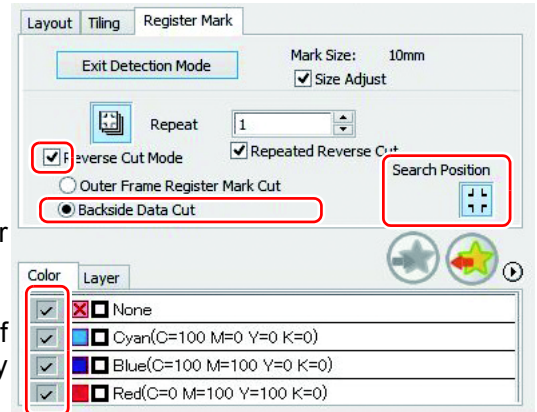 Layout Tiling Register Mark
Exit Detection Mode
Mark Size: 10mm
Size Adjust
Repeat 1
Reverse Cut Mode
Repeated Reverse Cut
Search Position
Outer Frame Register Mark Cut
Backside Data Cut
r
Color Layer
None
f
Cyan(C=100 M=0 Y=0 K=0)
y
Blue(C=100 M=100 Y=0 K=0)
Red(C=0 M=100 Y=100 K=0)